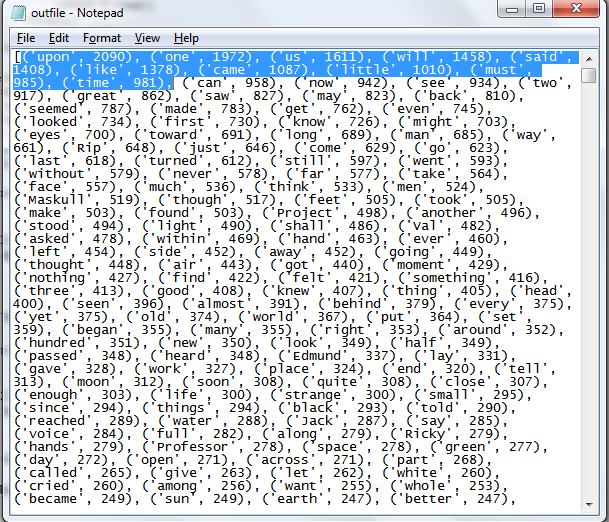 outfile - Notepad
File Edit Format View Help
[('upon', 2090), ('one', 1972), ('us', 1611), ('will', 1458), ('said',
1408), ('like', 1378), ('came', 1087), ('little', 1010), ('must',
985), ('time', 981), ('can', 958), ('now', 942), ('see', 934), ('two',
917), ('great', 862), ('saw', 827), ('may', 823), ('back', 810),
('seemed', 787), ('made', 783), ('get', 762), ('even', 745),
('looked', 734), ('first', 730), ('know', 726), ('might', 703),
('eyes', 700), ('toward', 691), ('long', 689), ('man', 685), ('way',
661), ('Rip', 648), ('just', 646), ('come', 629), ('go', 623),
('last', 618), ('turned', 612), ('still', 597), ('went', 593),
('without', 579), ('never', 578), ('far', 577), ('take', 564),
('face', 557), ('much', 536), ('think', 533), ('men', 524),
('Maskull', 519), ('though', 517), ('feet', 505), ('took', 505),
('make', 503), ('found', 503), ('Project', 498), ('another', 496),
('stood', 494), ('light', 490), ('shall', 486), ('val', 482),
('asked', 478), ('within', 469), ('hand', 463), ('ever', 460),
('left', 454), ('side', 452), ('away', 452), ('going', 449),
('thought', 448), ('air', 443), ('got', 440), ('moment', 429),
('nothing', 427), ('find', 422), ('felt', 421), ('something', 416),
('three', 413), ('good', 408), ('knew', 407), ('thing', 405), ('head',
400), ('seen', 396), ('almost', 391), ('behind', 379), ('every', 375),
('yet', 375), ('old', 374), ('world', 367), ('put', 364), ('set',
359), ('began', 355), ('many', 355), ('right', 353), ('around', 352),
('hundred', 351), ('new', 350), ('look', 349), ('half', 349),
('passed', 348), ('heard', 348), ('Edmund', 337), ('lay', 331),
('gave', 328), ('work', 327), ('place', 324), ('end', 320), ('tell',
313), ('moon', 312), ('soon', 308), ('quite', 308), ('close', 307),
('enough', 303), ('life', 300), ('strange', 300), ('small', 295),
('since', 294), ('things', 294), ('black', 293), ('told', 290),
('reached', 289), ('water', 288), ('Jack', 287), ('say', 285),
('voice', 284), ('full', 282), ('along', 279), ('Ricky', 279),
('hands', 279), ('Professor', 278), ('space', 278), ('green', 277),
('day', 272), ('open', 271), ('across', 271), ('part', 268),
('called', 265), ('give', 263), ('let', 262), ('white', 260),
('cried', 260), ('among', 256), ('want', 255), ('whole', 253),
('became', 249), ('sun', 249), ('earth', 247), ('better', 247),